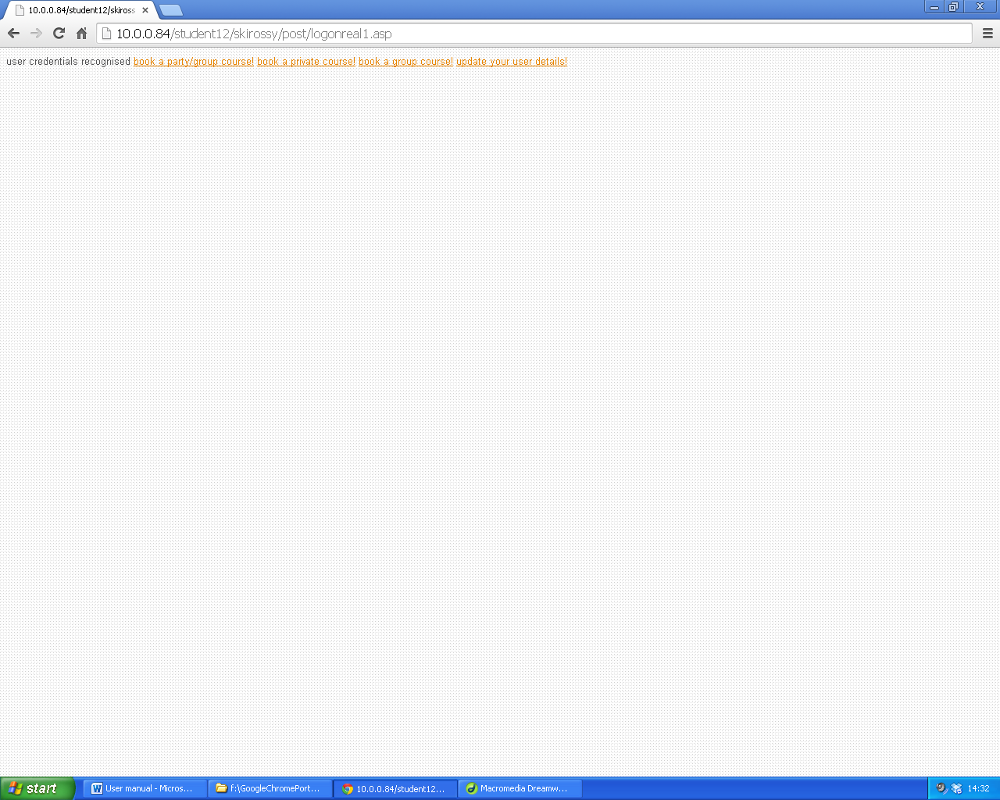 10.0.0.84/student12/skiross
10.0.0.84/student12/skirossy/post/logonreal1.asp
user credentials recognised book a party/group course! book a private course! book a group course! update your user details!
start
User manual - Micros...
f:\GoogleChromePort...
10.0.0.84/student12...
Macromedia Dreamw...
14:32